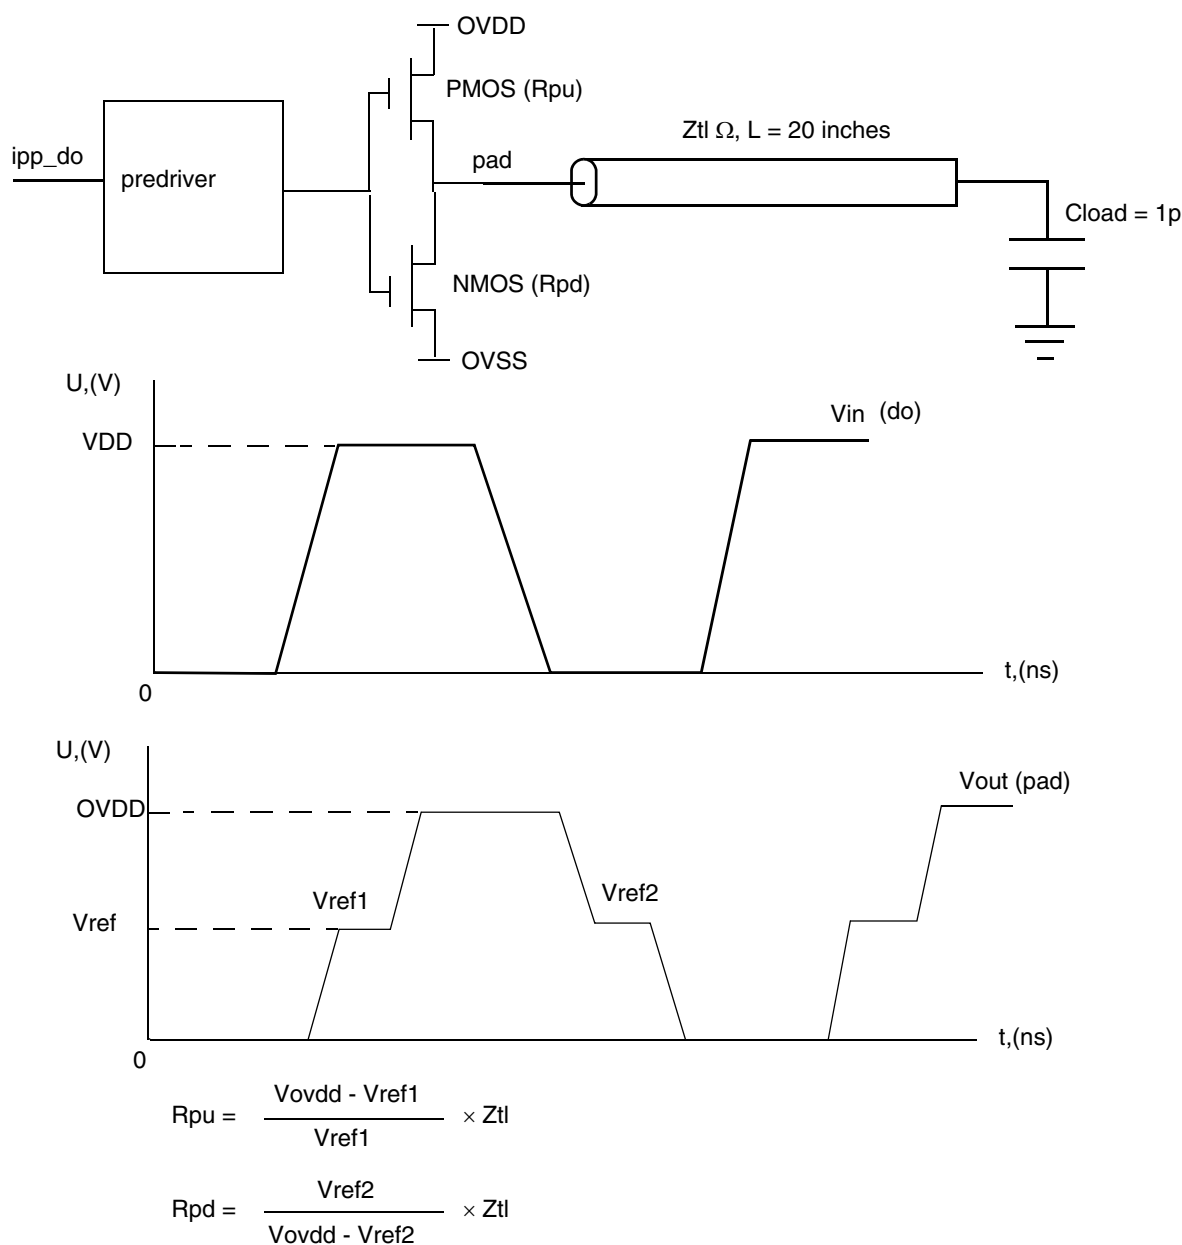 OVDD
PMOS (Rpu)
Ztl Ω, L = 20 inches
ipp_do
predriver
pad
Cload = 1p
NMOS (Rpd)
OVSS
U,(V)
VDD
Vin (do)
t,(ns)
0
U,(V)
OVDD
Vout (pad)
Vref1
Vref2
Vref
t,(ns)
0
Vovdd - Vref1
Rpu = × Ztl
Vref1
Vref2
Rpd = × Ztl
Vovdd - Vref2